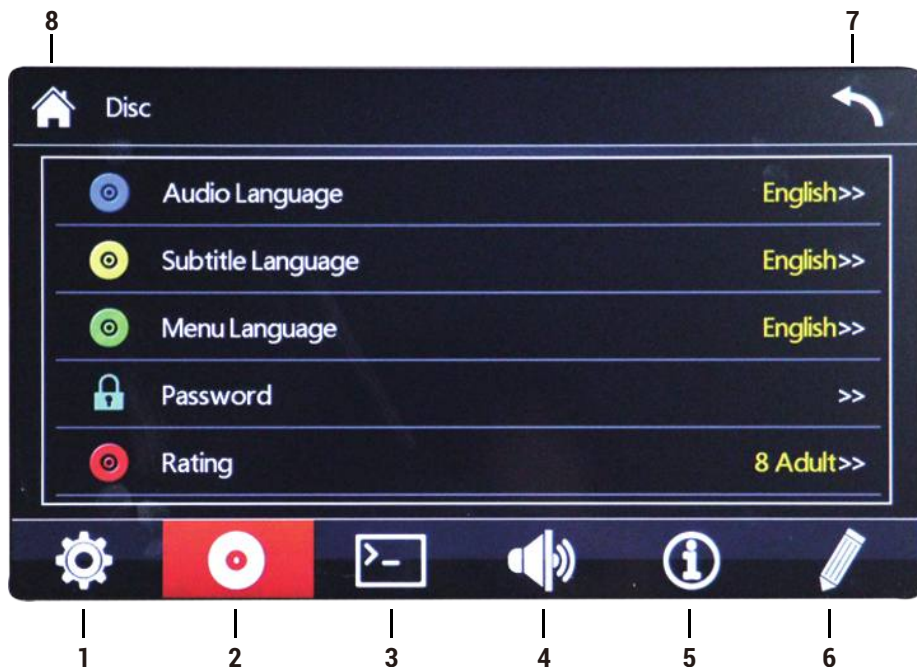 8 7
Disc
Audio Language English>>
Subtitle Language English>>
Menu Language English>>
Password >>
Rating 8 Adult>>
>_
1 2 3 4 5 6